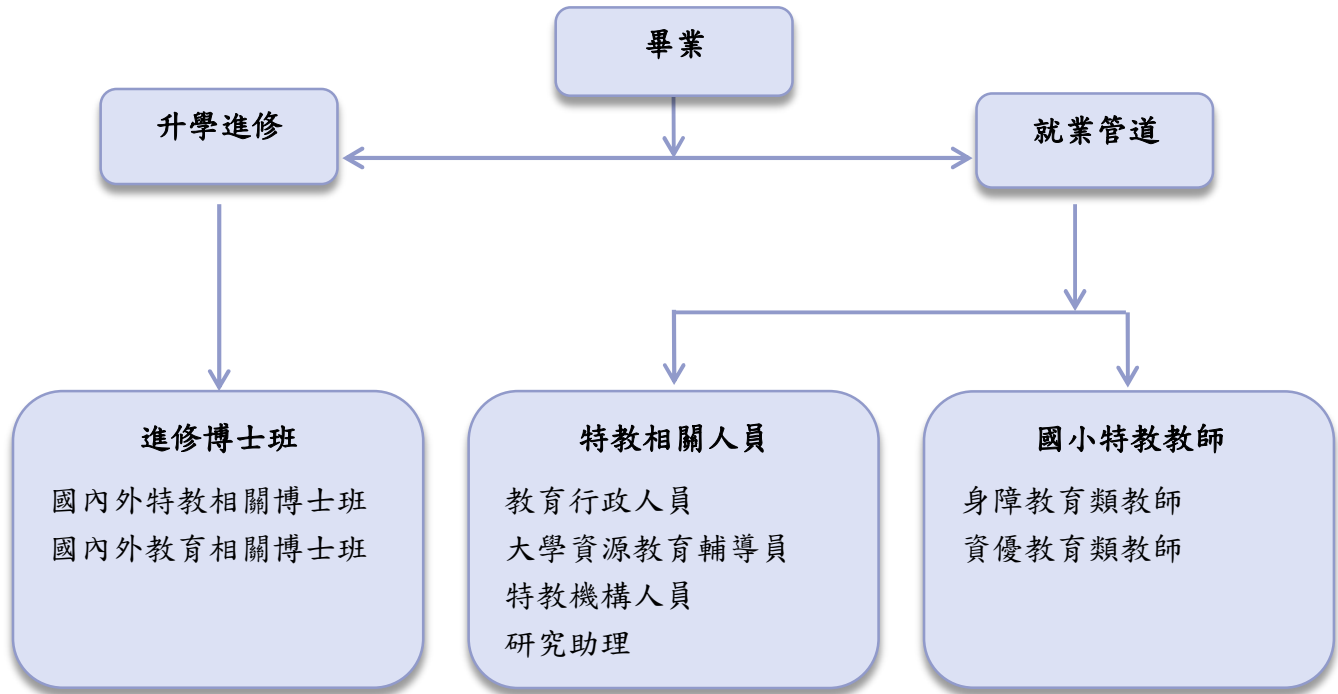 畢業
升學進修
就業管道
進修博士班
國內外特教相關博士班
國內外教育相關博士班
特教相關人員
教育行政人員
大學資源教育輔導員
特教機構人員
研究助理
國小特教教師
身障教育類教師
資優教育類教師